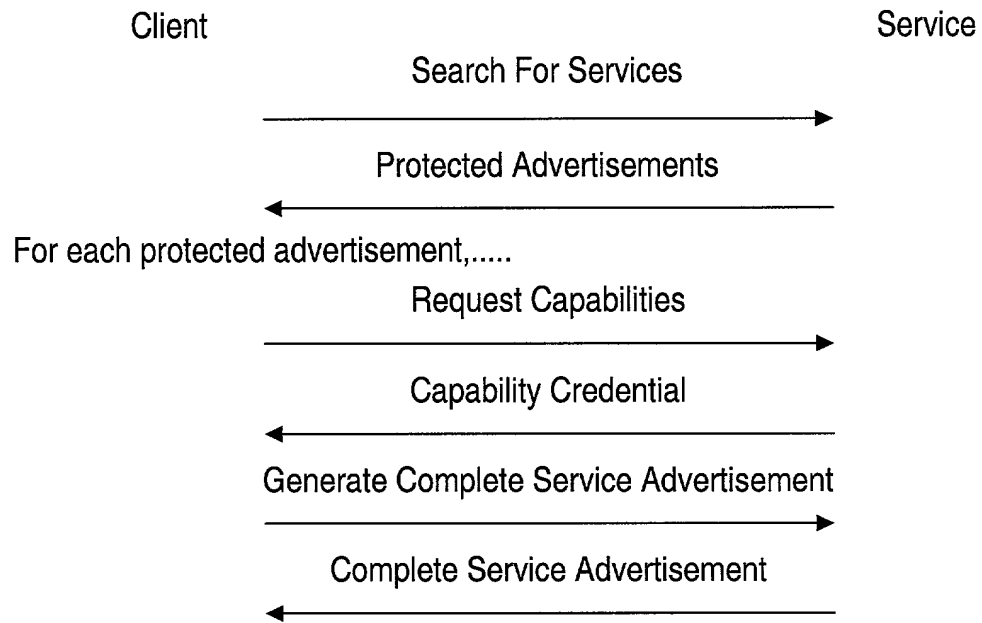 Client
Service
Search For Services
Protected Advertisements
For each protected advertisement,.....
Request Capabilities
Capability Credential
Generate Complete Service Advertisement
Complete Service Advertisement